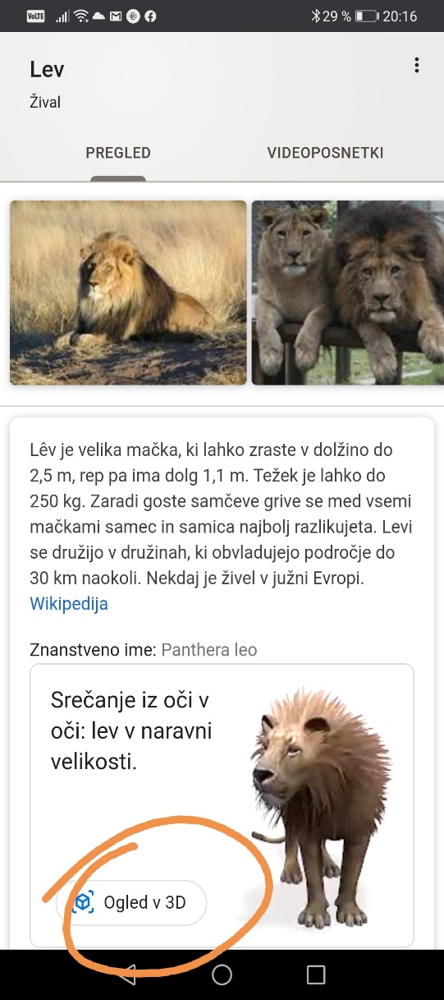 VoLTE 29 % 20:16
Lev
Žival
PREGLED VIDEOPOSNETKI
Lêv je velika mačka, ki lahko zraste v dolžino do
2,5 m, rep pa ima dolg 1,1 m. Težek je lahko do
250 kg. Zaradi goste samčeve grive se med vsemi
mačkami samec in samica najbolj razlikujeta. Levi
se družijo v družinah, ki obvladujejo področje do
30 km naokoli. Nekdaj je živel v južni Evropi.
Wikipedija
Znanstveno ime: Panthera leo
Srečanje iz oči v
oči: lev v naravni
velikosti.
Ogled v 3D